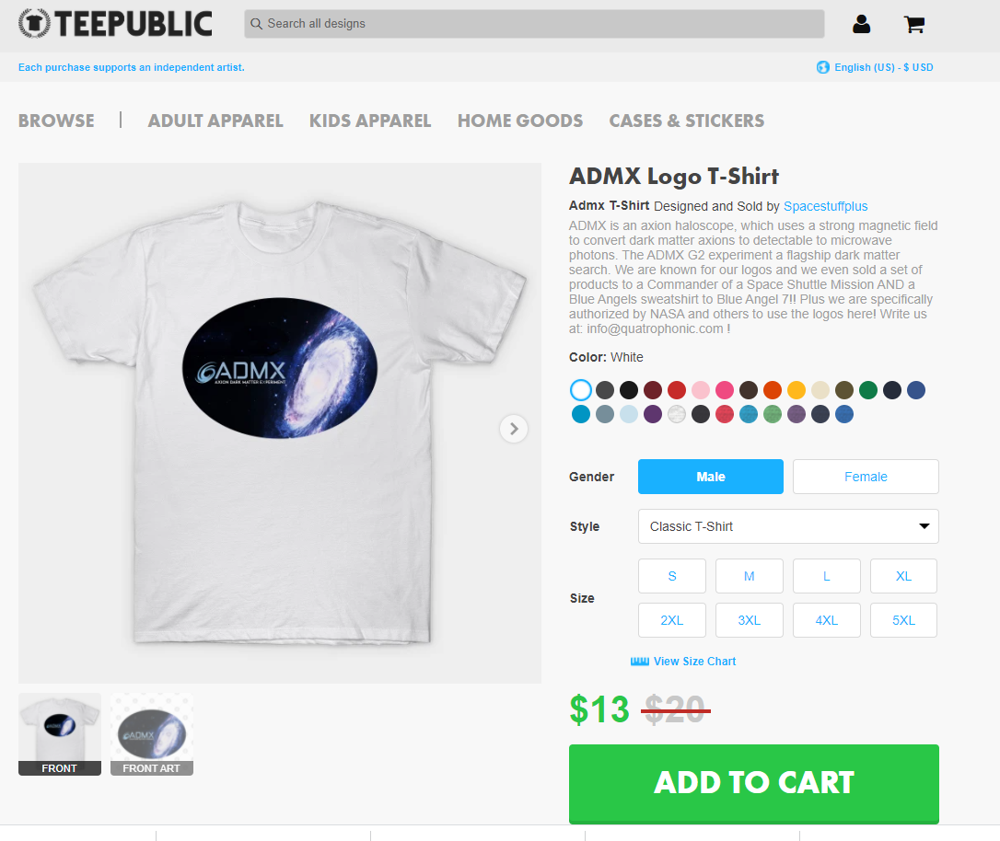 TEEPUBLIC
Search all designs
Each purchase supports an independent artist.
English (US) - $ USD
BROWSE | ADULT APPAREL KIDS APPAREL HOME GOODS CASES & STICKERS
ADMX
AXION DARK MATTER EXPERIMENT
ADMX Logo T-Shirt
Admx T-Shirt Designed and Sold by Spacestuffplus
ADMX is an axion haloscope, which uses a strong magnetic field
to convert dark matter axions to detectable to microwave
photons. The ADMX G2 experiment a flagship dark matter
search. We are known for our logos and we even sold a set of
products to a Commander of a Space Shuttle Mission AND a
Blue Angels sweatshirt to Blue Angel 7!! Plus we are specifically
authorized by NASA and others to use the logos here! Write us
at: info@quatrophonic.com !
Color: White
Gender Male Female
Style Classic T-Shirt
Size
S M L XL
2XL 3XL 4XL 5XL
View Size Chart
$13 $20
ADD TO CART
ADMX
FRONT
ADMX
FRONT ART